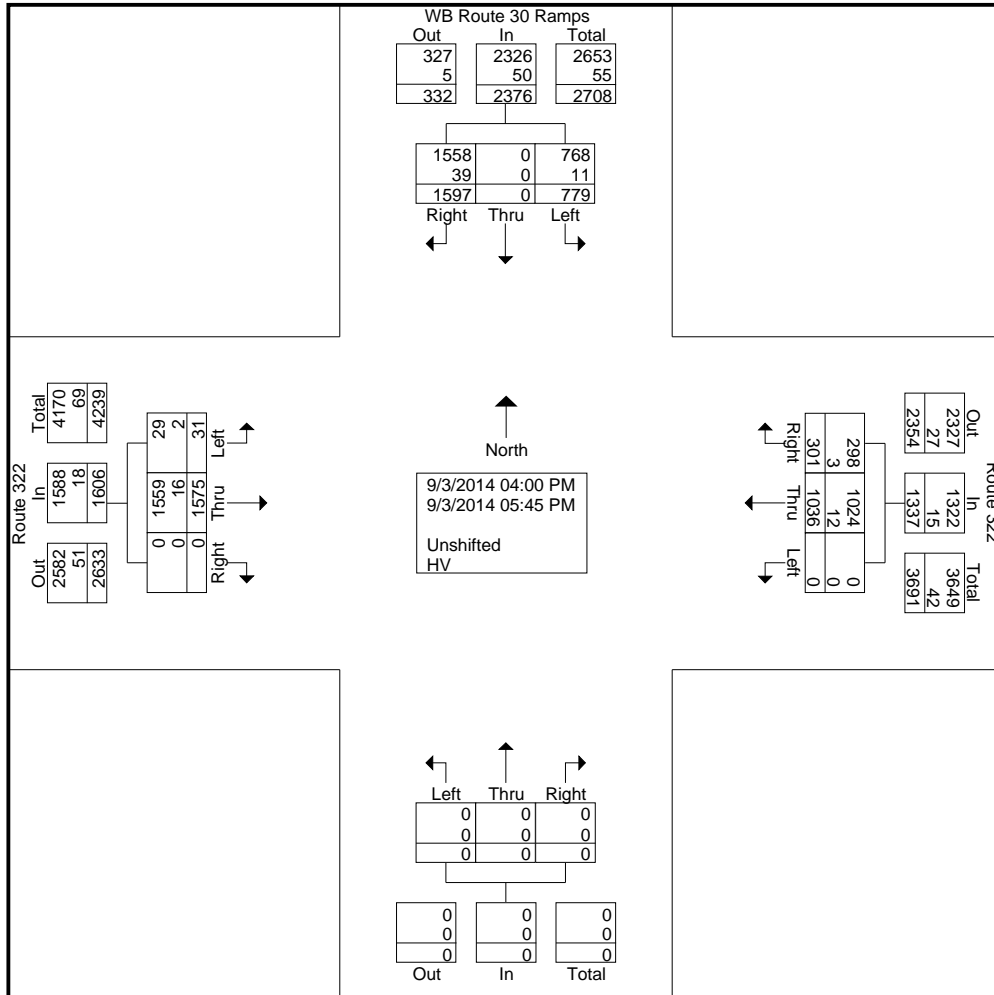 WB Route 30 Ramps
Out In Total
327 2326 2653
5 50 55
332 2376 2708
1558 0 768
39 0 11
1597 0 779
Right Thru Left
Route 322
Total In Out
4170 1588 2582
69 18 51
4239 1606 2633
Left Thru Right
29 1559 0
2 16 0
31 1575 0
North
9/3/2014 04:00 PM
9/3/2014 05:45 PM
Unshifted
HV
Right Thru Left
298 1024 0
3 12 0
301 1036 0
Route 322
Out In Total
2327 1322 3649
27 15 42
2354 1337 3691
Left Thru Right
0 0 0
0 0 0
0 0 0
0 0 0
0 0 0
0 0 0
Out In Total